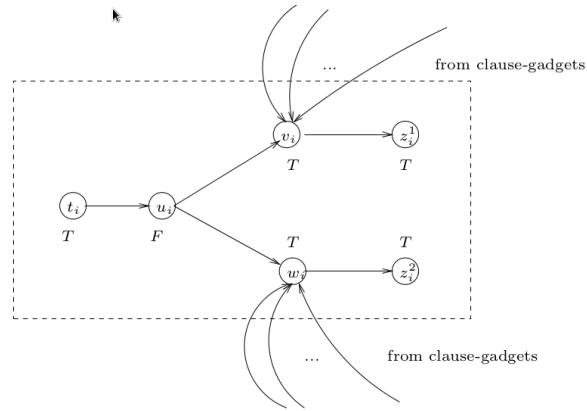 ... from clause-gadgets
v_i z_i^1
T T
t_i u_i
T F
T T
w_i z_i^2
... from clause-gadgets